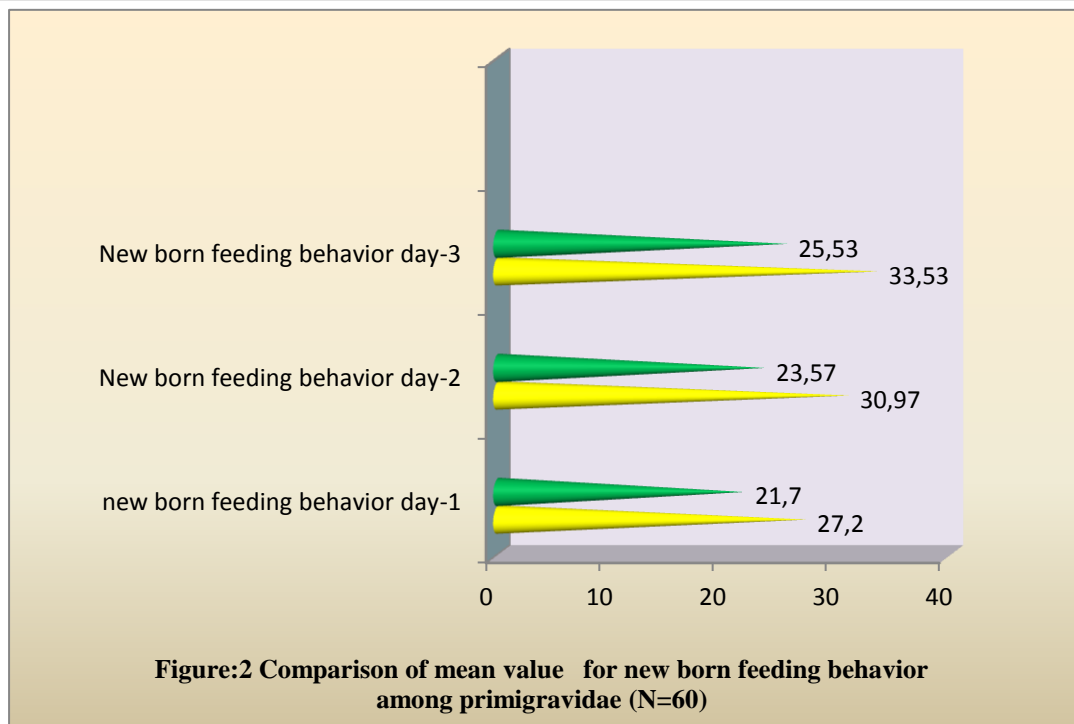 New born feeding behavior day-3
25,53
33,53
New born feeding behavior day-2
23,57
30,97
new born feeding behavior day-1
21,7
27,2
0 10 20 30 40
Figure:2 Comparison of mean value for new born feeding behavior
among primigravidae (N=60)